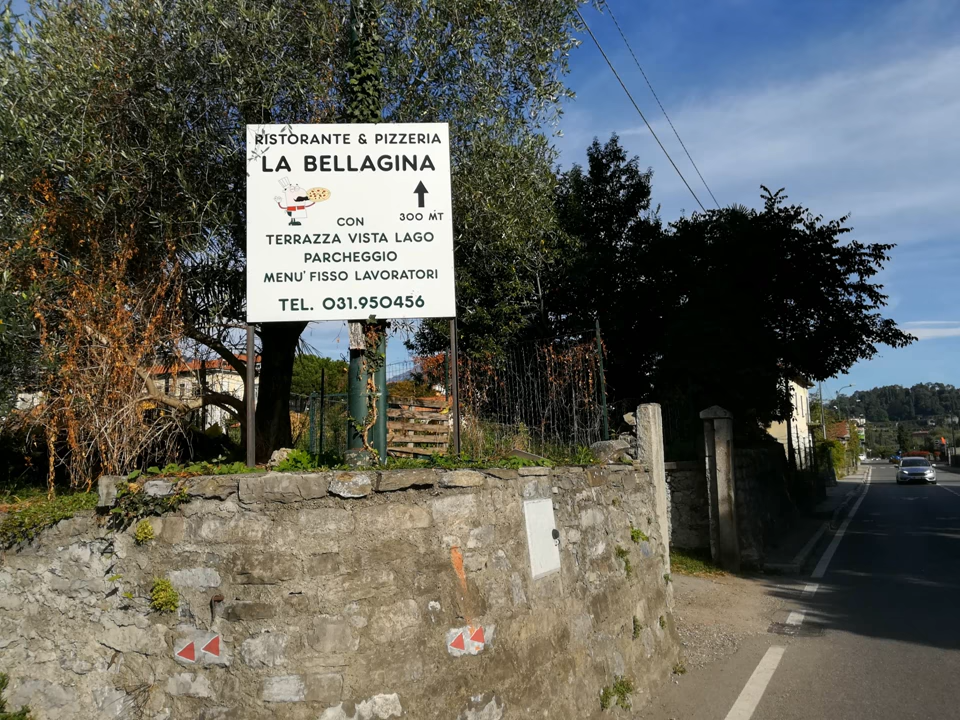 RISTORANTE & PIZZERIA
LA BELLAGINA
300 MT
CON
TERRAZZA VISTA LAGO
PARCHEGGIO
MENU' FISSO LAVORATORI
TEL. 031.950456